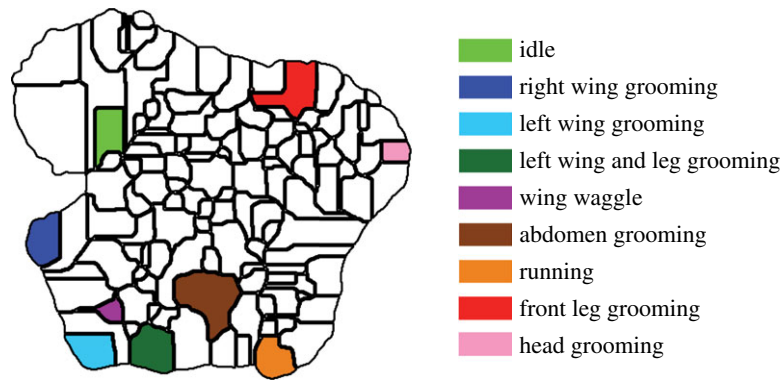 idle
right wing grooming
left wing grooming
left wing and leg grooming
wing waggle
abdomen grooming
running
front leg grooming
head grooming